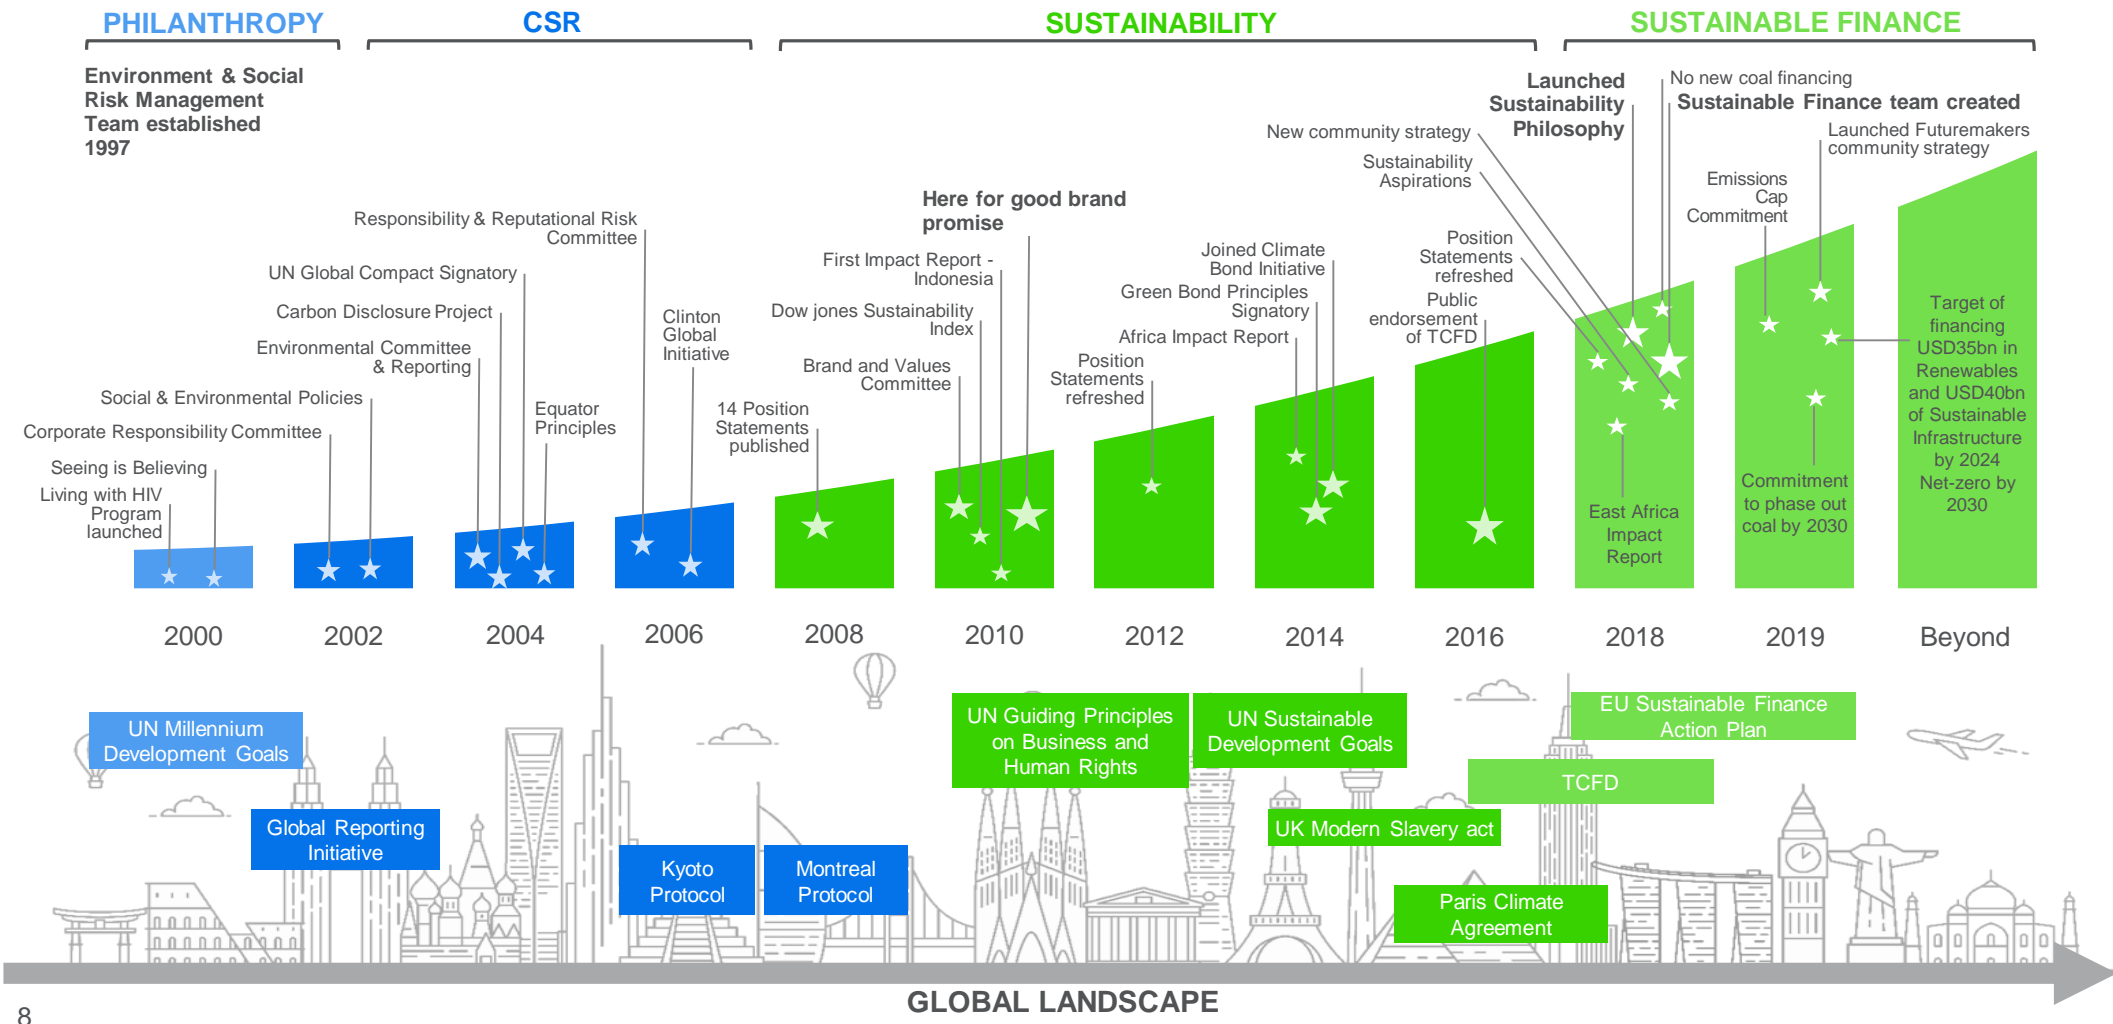 PHILANTHROPY
CSR
SUSTAINABILITY
SUSTAINABLE FINANCE
Environment & Social
Risk Management
Team established
1997
Living with HIV
Program
launched
Seeing is Believing
Corporate Responsibility Committee
Social & Environmental Policies
Environmental Committee
& Reporting
Carbon Disclosure Project
UN Global Compact Signatory
Equator
Principles
Responsibility & Reputational Risk
Committee
Clinton
Global
Initiative
14 Position
Statements
published
Brand and Values
Committee
Dow jones Sustainability
Index
First Impact Report -
Indonesia
Here for good brand
promise
Position
Statements
refreshed
Africa Impact Report
Green Bond Principles
Signatory
Joined Climate
Bond Initiative
Public
endorsement
of TCFD
Position
Statements
refreshed
Sustainability
Aspirations
New community strategy
Launched
Sustainability
Philosophy
No new coal financing
Sustainable Finance team created
East Africa
Impact
Report
Emissions
Cap
Commitment
Launched Futuremakers
community strategy
Commitment
to phase out
coal by 2030
Target of
financing
USD35bn in
Renewables
and USD40bn
of Sustainable
Infrastructure
by 2024
Net-zero by
2030
2000
2002
2004
2006
2008
2010
2012
2014
2016
2018
2019
Beyond
UN Millennium
Development Goals
Global Reporting
Initiative
Kyoto
Protocol
Montreal
Protocol
UN Guiding Principles
on Business and
Human Rights
UN Sustainable
Development Goals
UK Modern Slavery act
Paris Climate
Agreement
TCFD
EU Sustainable Finance
Action Plan
GLOBAL LANDSCAPE
8